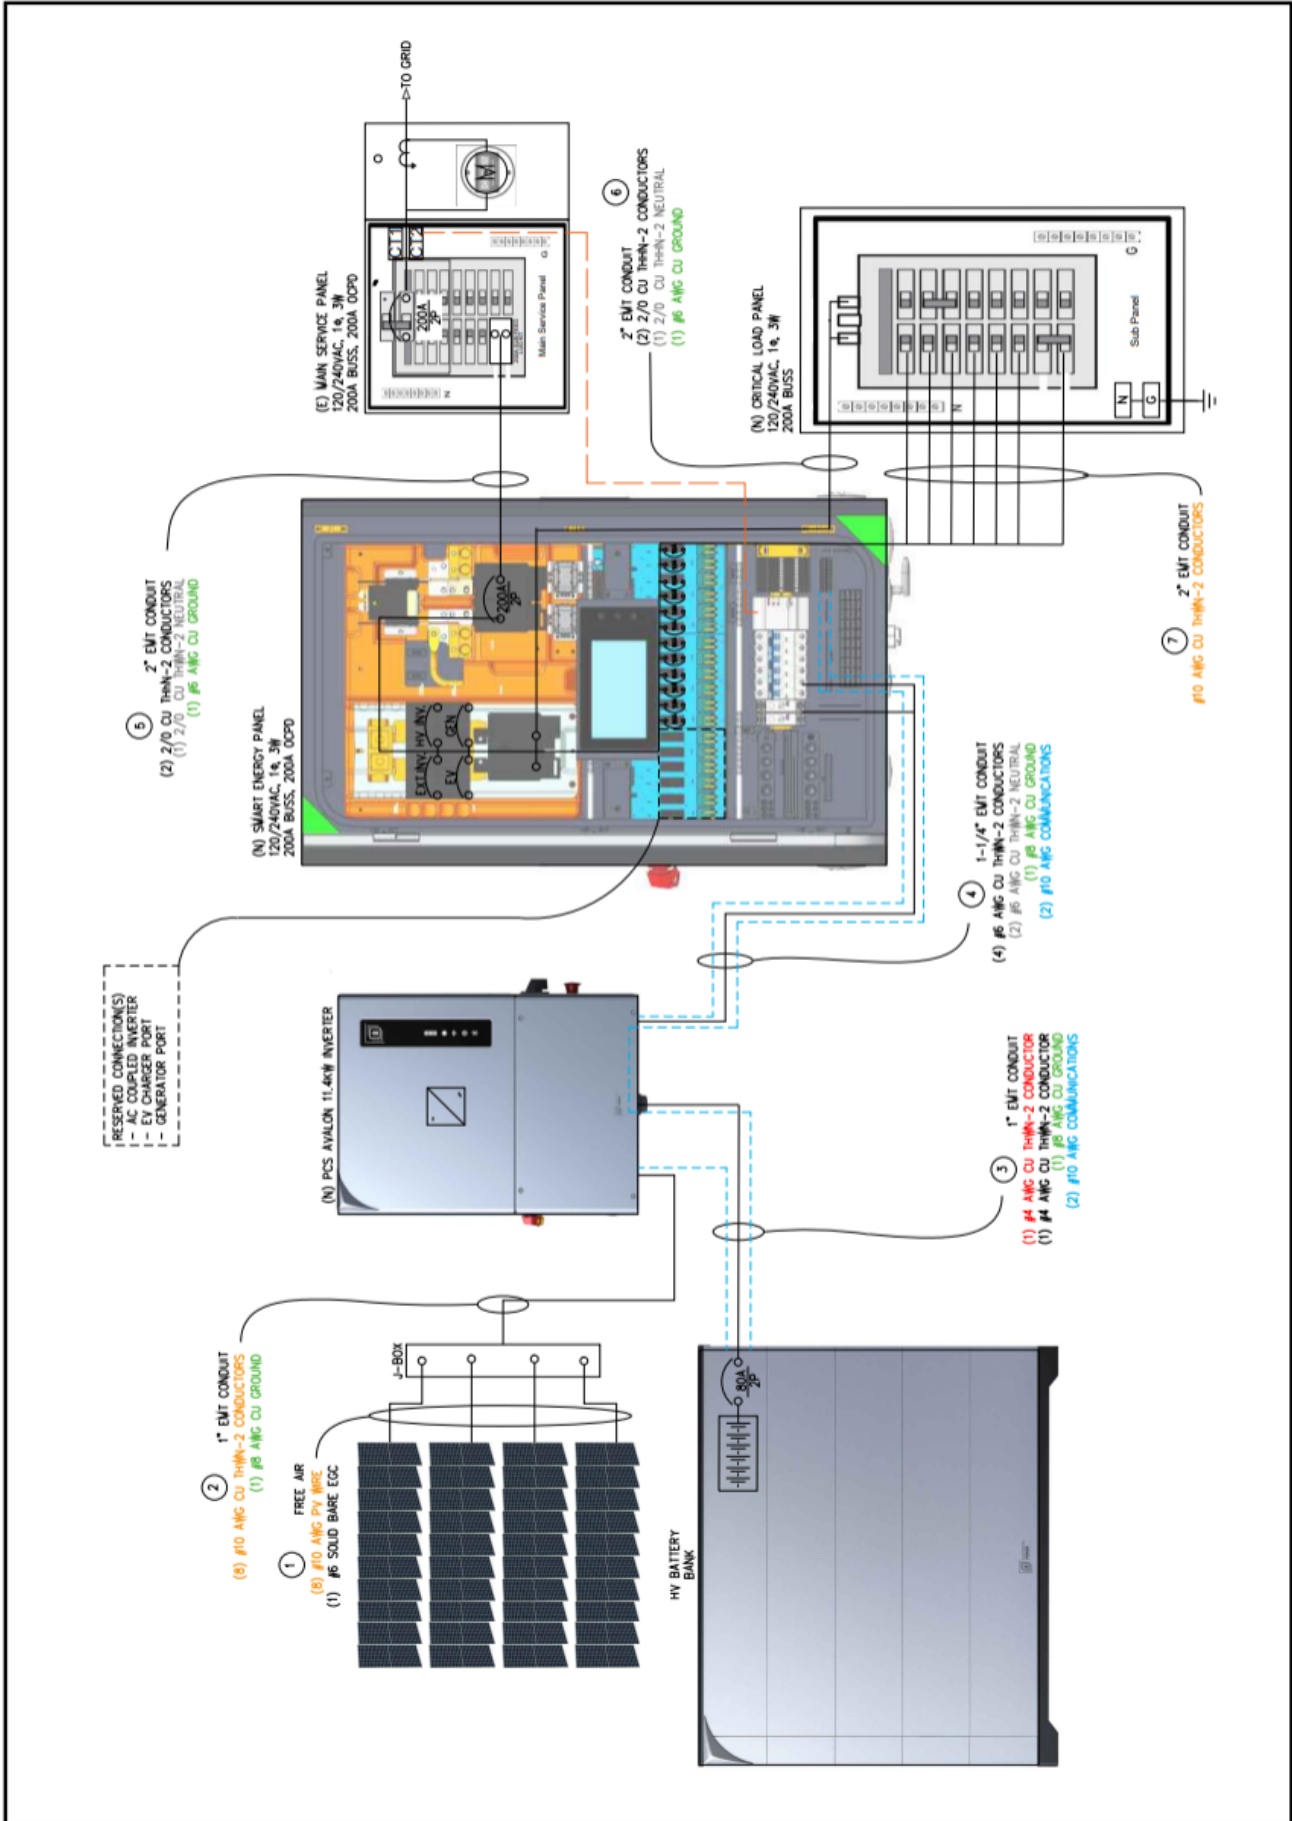 RESERVED CONNECTION(S)
- AC COUPLED INVERTER
- EV CHARGER PORT
- GENERATOR PORT
2
1" EMT CONDUIT
(8) #10 AWG CU THWN-2 CONDUCTORS
(1) #8 AWG CU GROUND
1
FREE AIR
(8) #10 AWG PV WIRE
(1) #6 SOLID BARE EGC
J-BOX
(N) PCS AVALON 11.4KW INVERTER
HV BATTERY
BANK
80A
2P
3
1" EMT CONDUIT
(1) #4 AWG CU THWN-2 CONDUCTOR
(1) #4 AWG CU THWN-2 CONDUCTOR
(1) #8 AWG CU GROUND
(2) #10 AWG COMMUNICATIONS
4
1-1/4" EMT CONDUIT
(4) #6 AWG CU THWN-2 CONDUCTORS
(2) #6 AWG CU THWN-2 NEUTRAL
(1) #8 AWG CU GROUND
(2) #10 AWG COMMUNICATIONS
(N) SMART ENERGY PANEL
120/240VAC, 1ɸ, 3W
200A BUSS, 200A OCPD
EXT.INV.
HV INV.
EV
GEN
200A
2P
5
2" EMT CONDUIT
(2) 2/0 CU THWN-2 CONDUCTORS
(1) 2/0 CU THWN-2 NEUTRAL
(1) #6 AWG CU GROUND
(E) MAIN SERVICE PANEL
120/240VAC, 1ɸ, 3W
200A BUSS, 200A OCPD
200A
2P
CT1
CT2
N
G
Main Service Panel
M
TO GRID
6
2" EMT CONDUIT
(2) 2/0 CU THHN-2 CONDUCTORS
(1) 2/0 CU THHN-2 NEUTRAL
(1) #6 AWG CU GROUND
(N) CRITICAL LOAD PANEL
120/240VAC, 1ɸ, 3W
200A BUSS
N
G
Sub Panel
N
G
7
2" EMT CONDUIT
#10 AWG CU THWN-2 CONDUCTORS